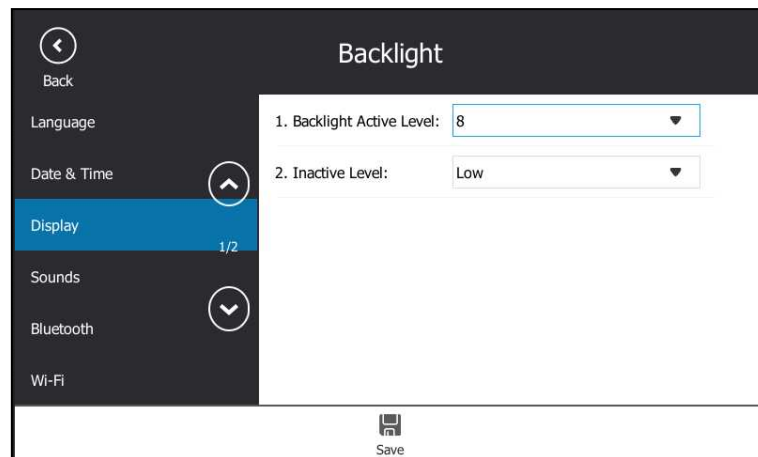 Backlight
Back
Language
Date & Time
Display
1/2
Sounds
Bluetooth
Wi-Fi
1. Backlight Active Level: 8
2. Inactive Level: Low
Save